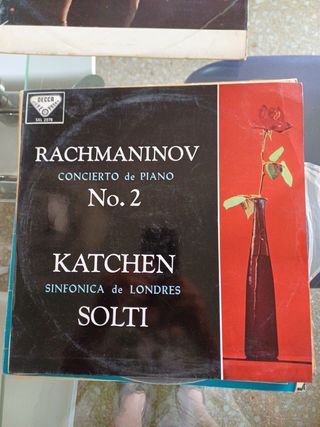 DECCA
SXL 2076
RACHMANINOV
CONCIERTO de PIANO
No. 2
KATCHEN
SINFONICA de LONDRES
SOLTI